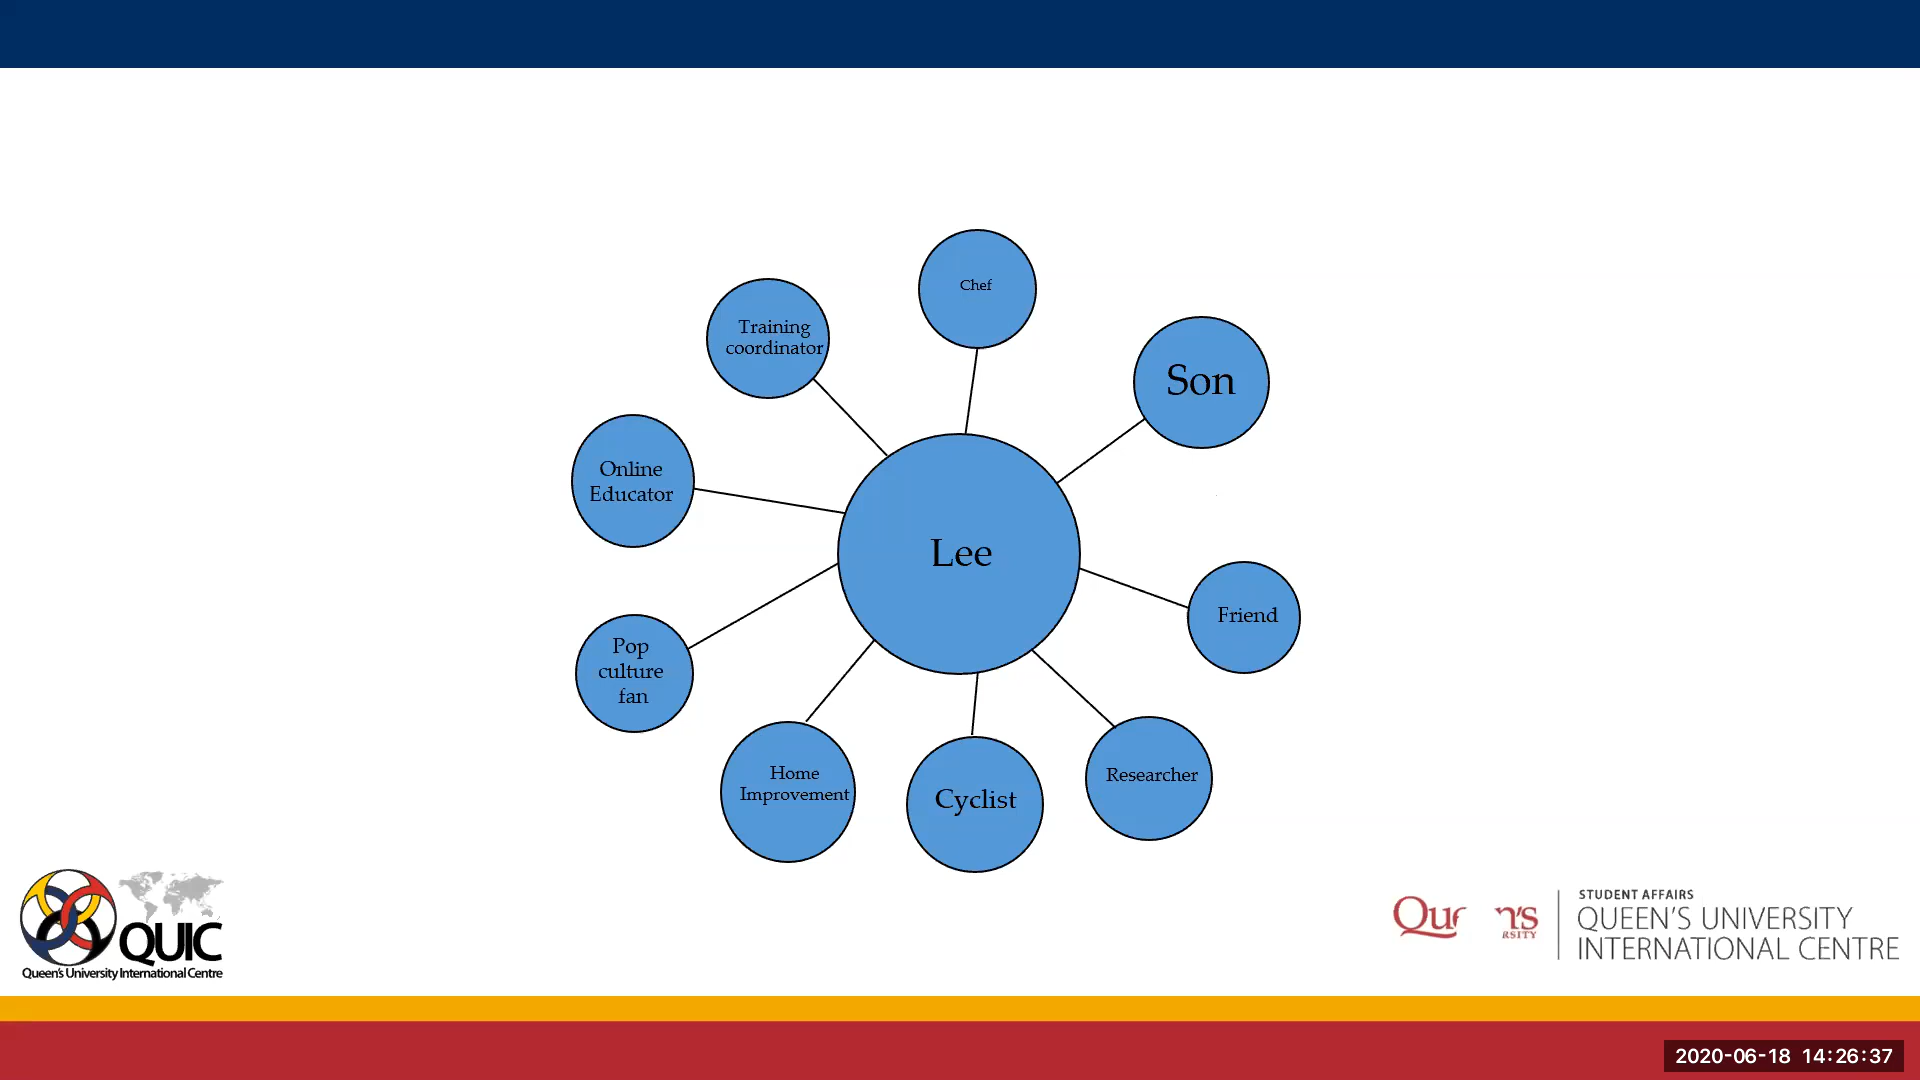 Chef
Training
coordinator
Son
Online
Educator
Lee
Friend
Pop
culture
fan
Home
Improvement
Cyclist
Researcher
QUIC
Queen's University International Centre
STUDENT AFFAIRS
QUEEN'S UNIVERSITY
INTERNATIONAL CENTRE
2020-06-18 14:26:37